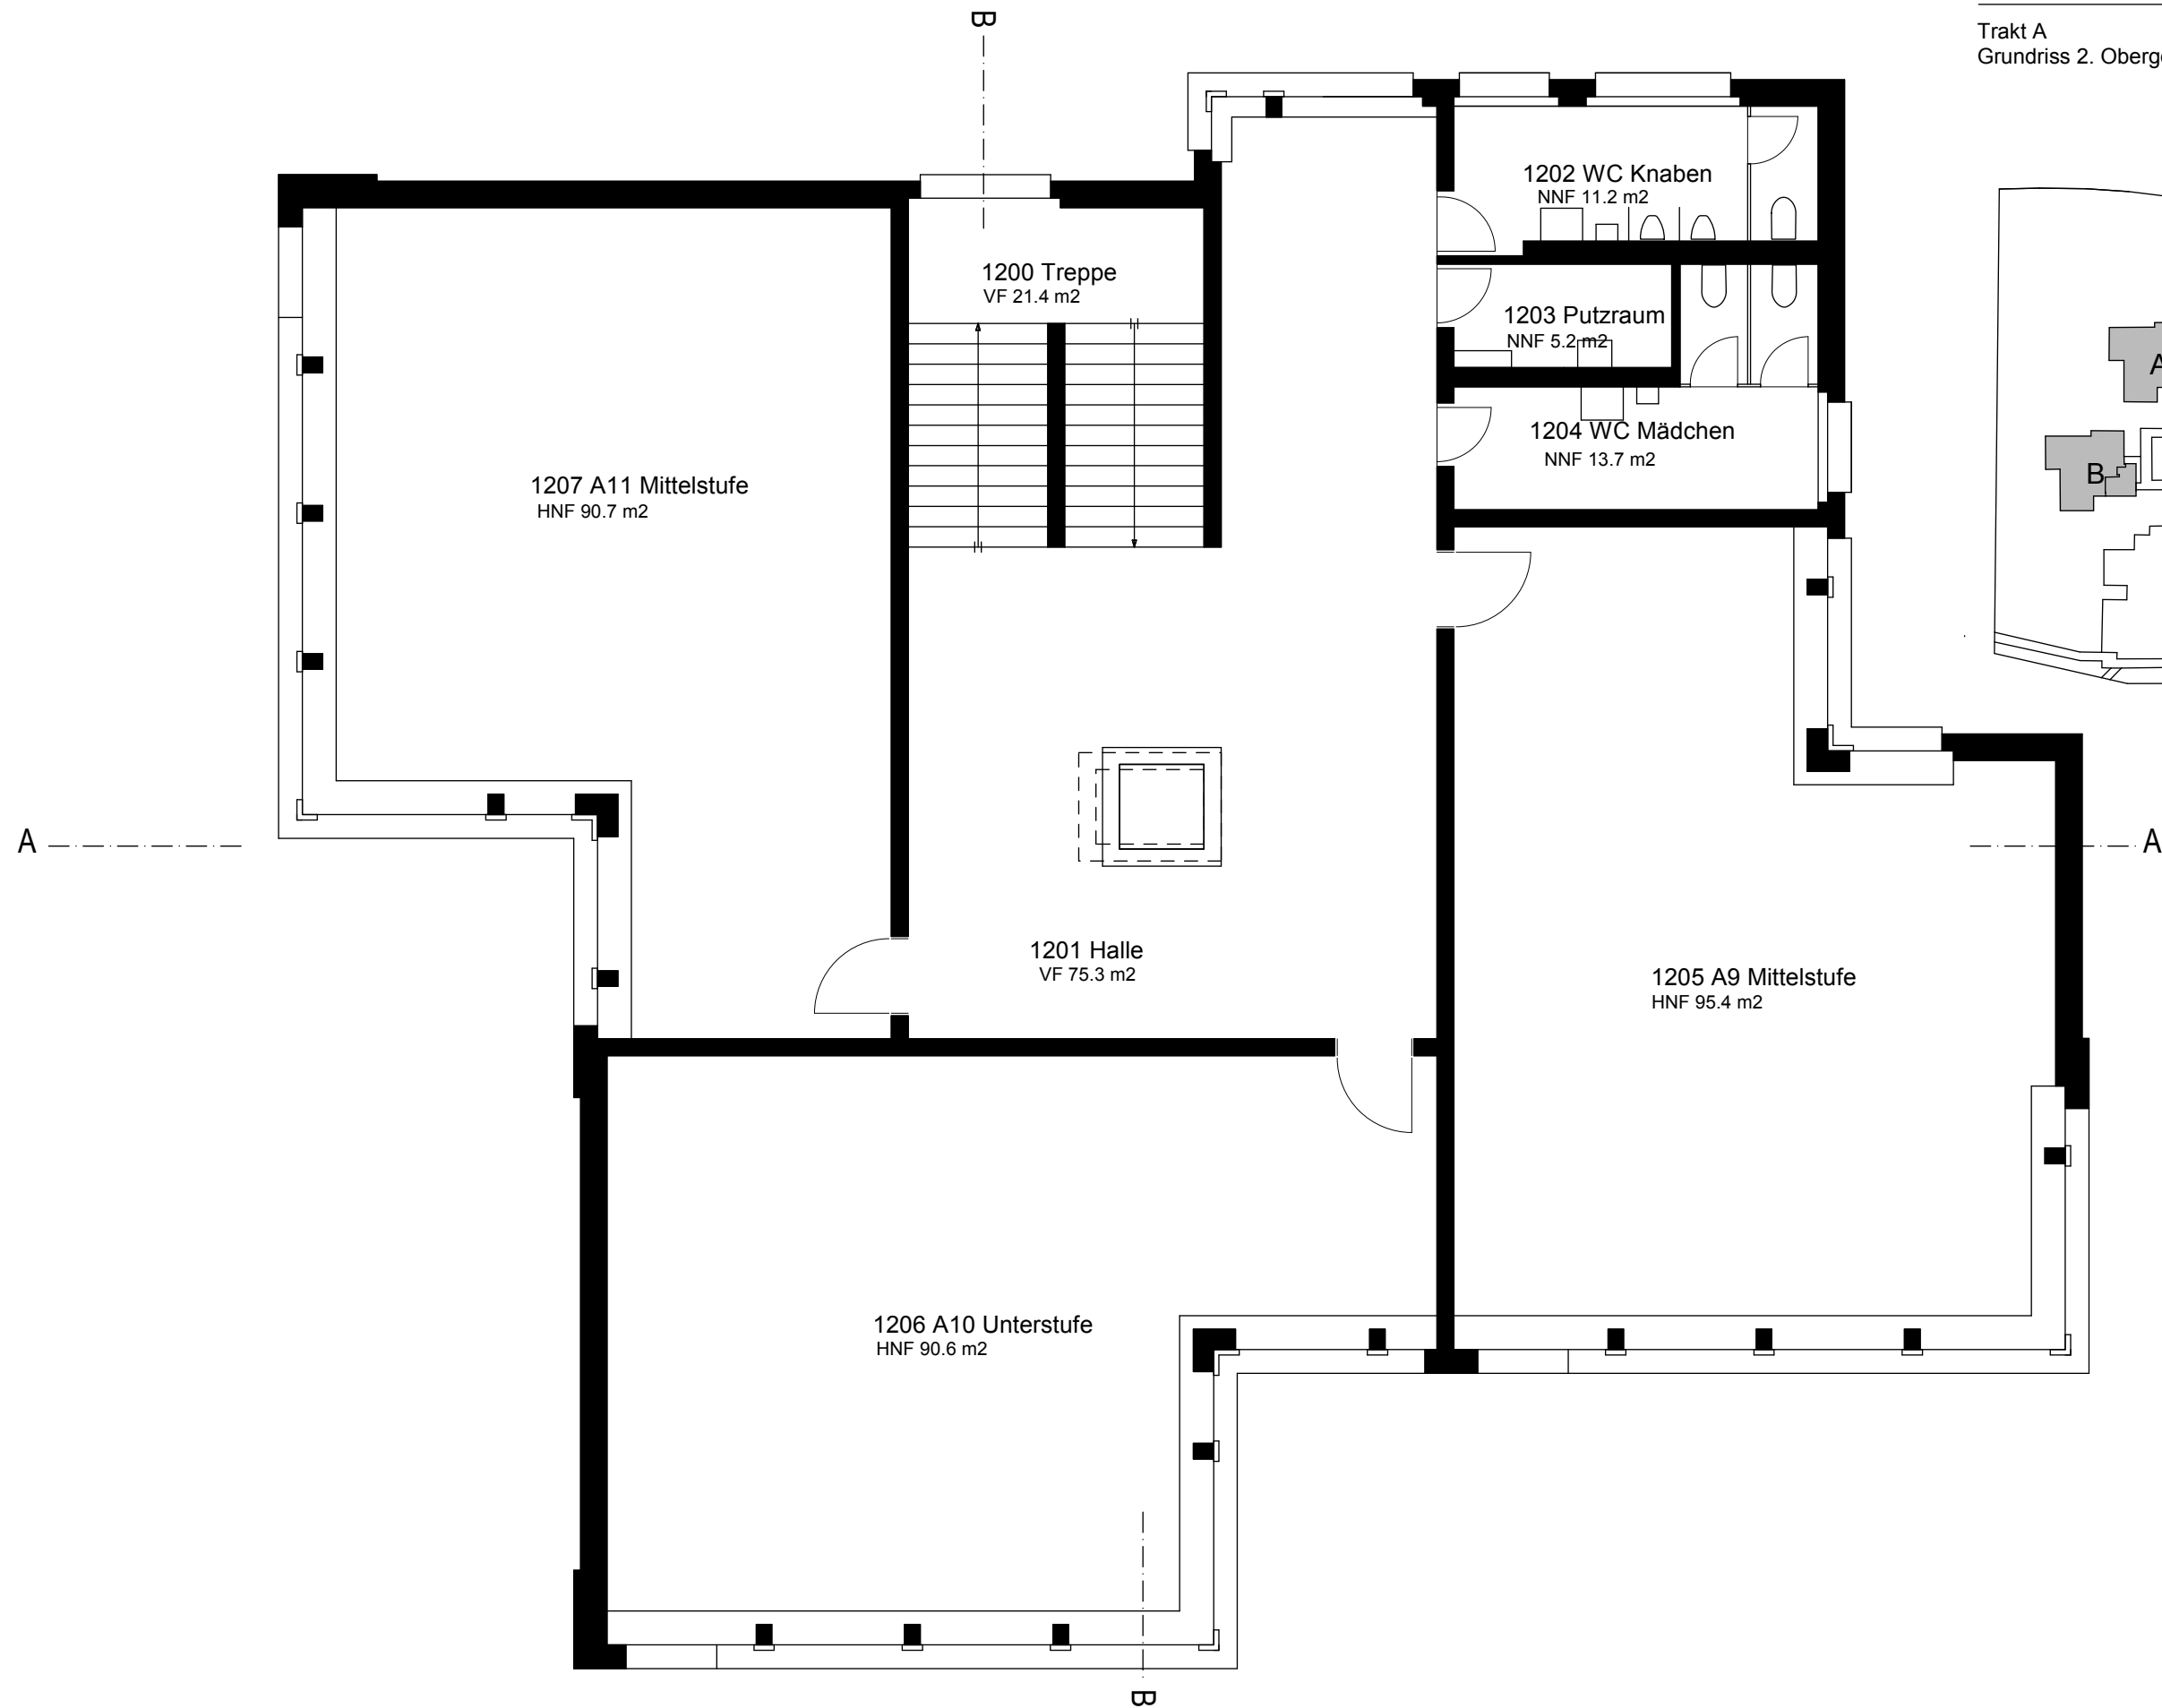 B
Trakt A
Grundriss 2.
1202 WC Knaben
NNF 11.2 m2
1200 Treppe
VF 21.4 m2
1203 Putzraum
NNF 5.2 m2
A
1204 WC Mädchen
NNF 13.7 m2
B
1207 A11 Mittelstufe
HNF 90.7 m2
A
A
1201 Halle
VF 75.3 m2
1205 A9 Mittelstufe
HNF 95.4 m2
1206 A10 Unterstufe
HNF 90.6 m2
B